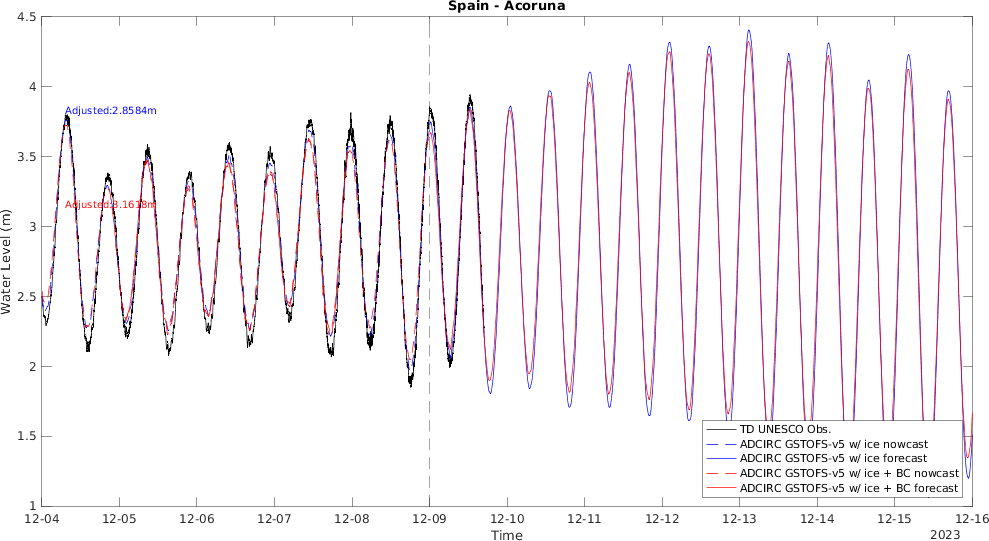 Spain - Acoruna
4.5
4
3.5
3
2.5
2
1.5
1
Water Level (m)
Adjusted:2.8584m
Adjusted:3.1618m
TD UNESCO Obs.
ADCIRC GSTOFS-v5 w/ ice nowcast
ADCIRC GSTOFS-v5 w/ ice forecast
ADCIRC GSTOFS-v5 w/ ice + BC nowcast
ADCIRC GSTOFS-v5 w/ ice + BC forecast
12-04 12-05 12-06 12-07 12-08 12-09 12-10 12-11 12-12 12-13 12-14 12-15 12-16
Time
2023